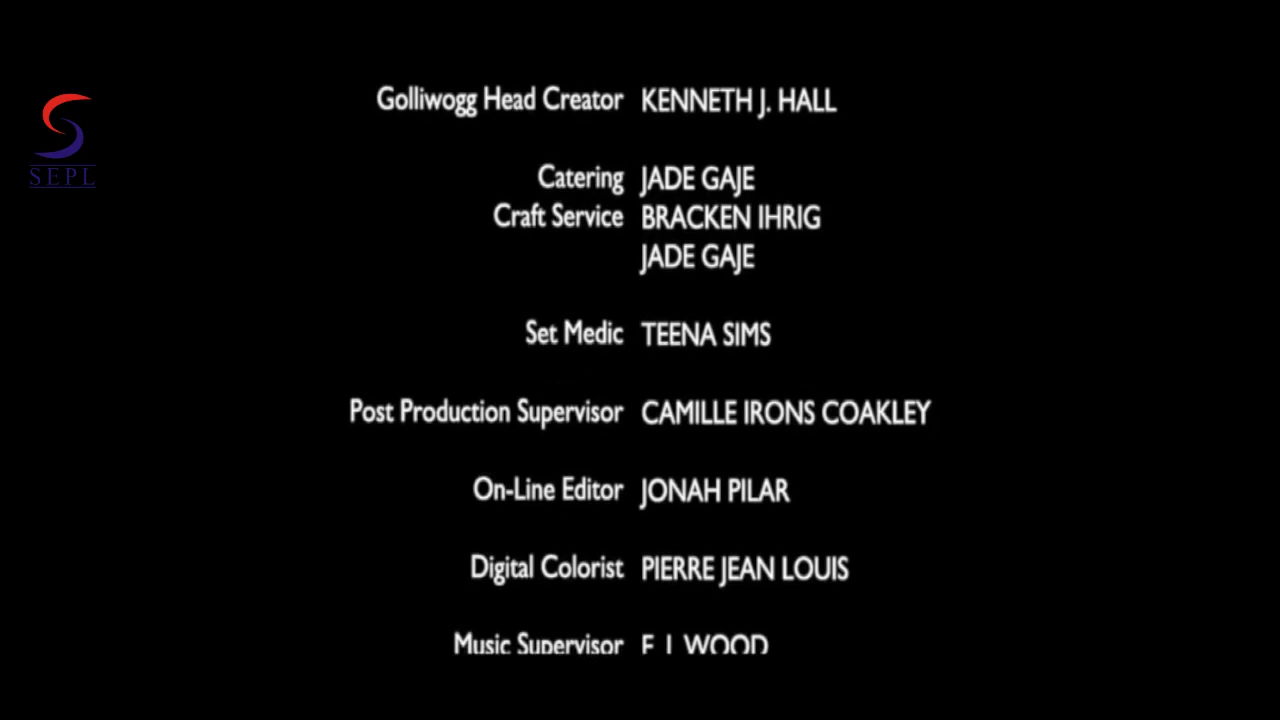 Golliwogg Head Creator KENNETH J. HALL
SEPL
Catering JADE GAJE
Craft Service BRACKEN IHRIG
JADE GAJE
Set Medic TEENA SIMS
Post Production Supervisor CAMILLE IRONS COAKLEY
On-Line Editor JONAH PILAR
Digital Colorist PIERRE JEAN LOUIS
Music Supervisor WOOD